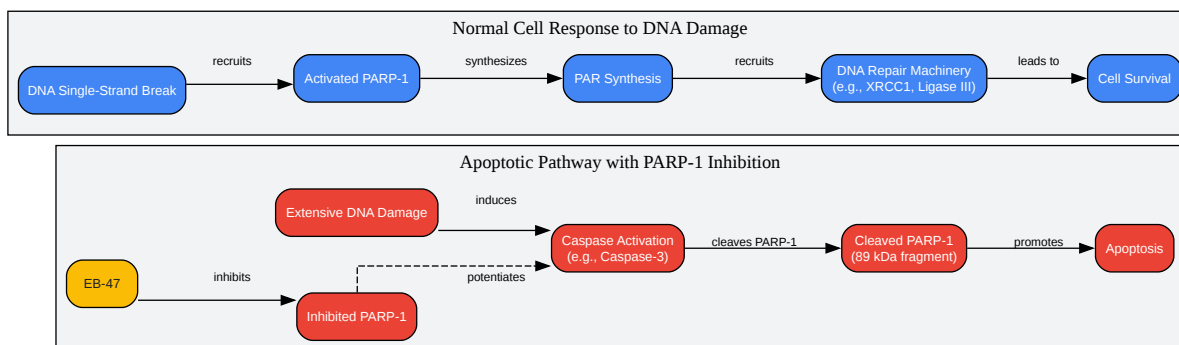 Normal Cell Response to DNA Damage
DNA Single-Strand Break
recruits
Activated PARP-1
synthesizes
PAR Synthesis
recruits
DNA Repair Machinery
(e.g., XRCC1, Ligase III)
leads to
Cell Survival
Apoptotic Pathway with PARP-1 Inhibition
Extensive DNA Damage
induces
EB-47
inhibits
Inhibited PARP-1
potentiates
Caspase Activation
(e.g., Caspase-3)
cleaves PARP-1
Cleaved PARP-1
(89 kDa fragment)
promotes
Apoptosis